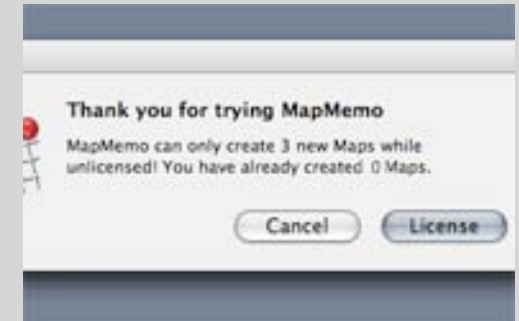 Thank you for trying MapMemo
MapMemo can only create 3 new Maps while
unlicensed! You have already created 0 Maps.
Cancel License